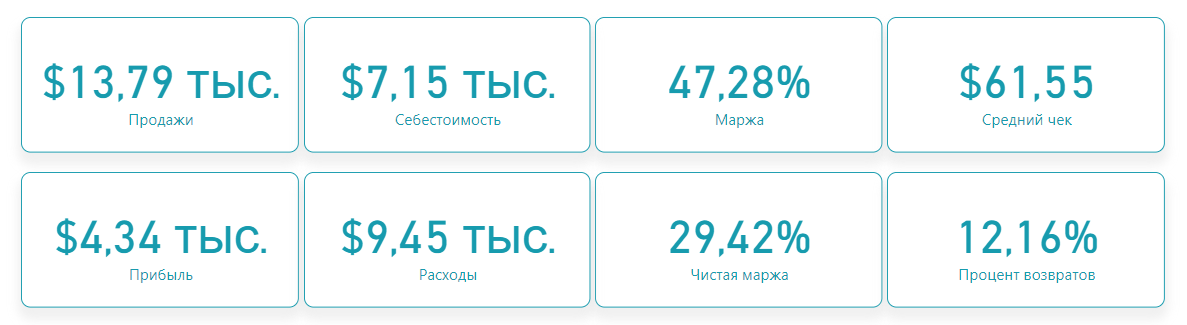 $13,79 тыс.
Продажи
$7,15 тыс.
Себестоимость
47,28%
Маржа
$61,55
Средний чек
$4,34 тыс.
Прибыль
$9,45 тыс.
Расходы
29,42%
Чистая маржа
12,16%
Процент возвратов